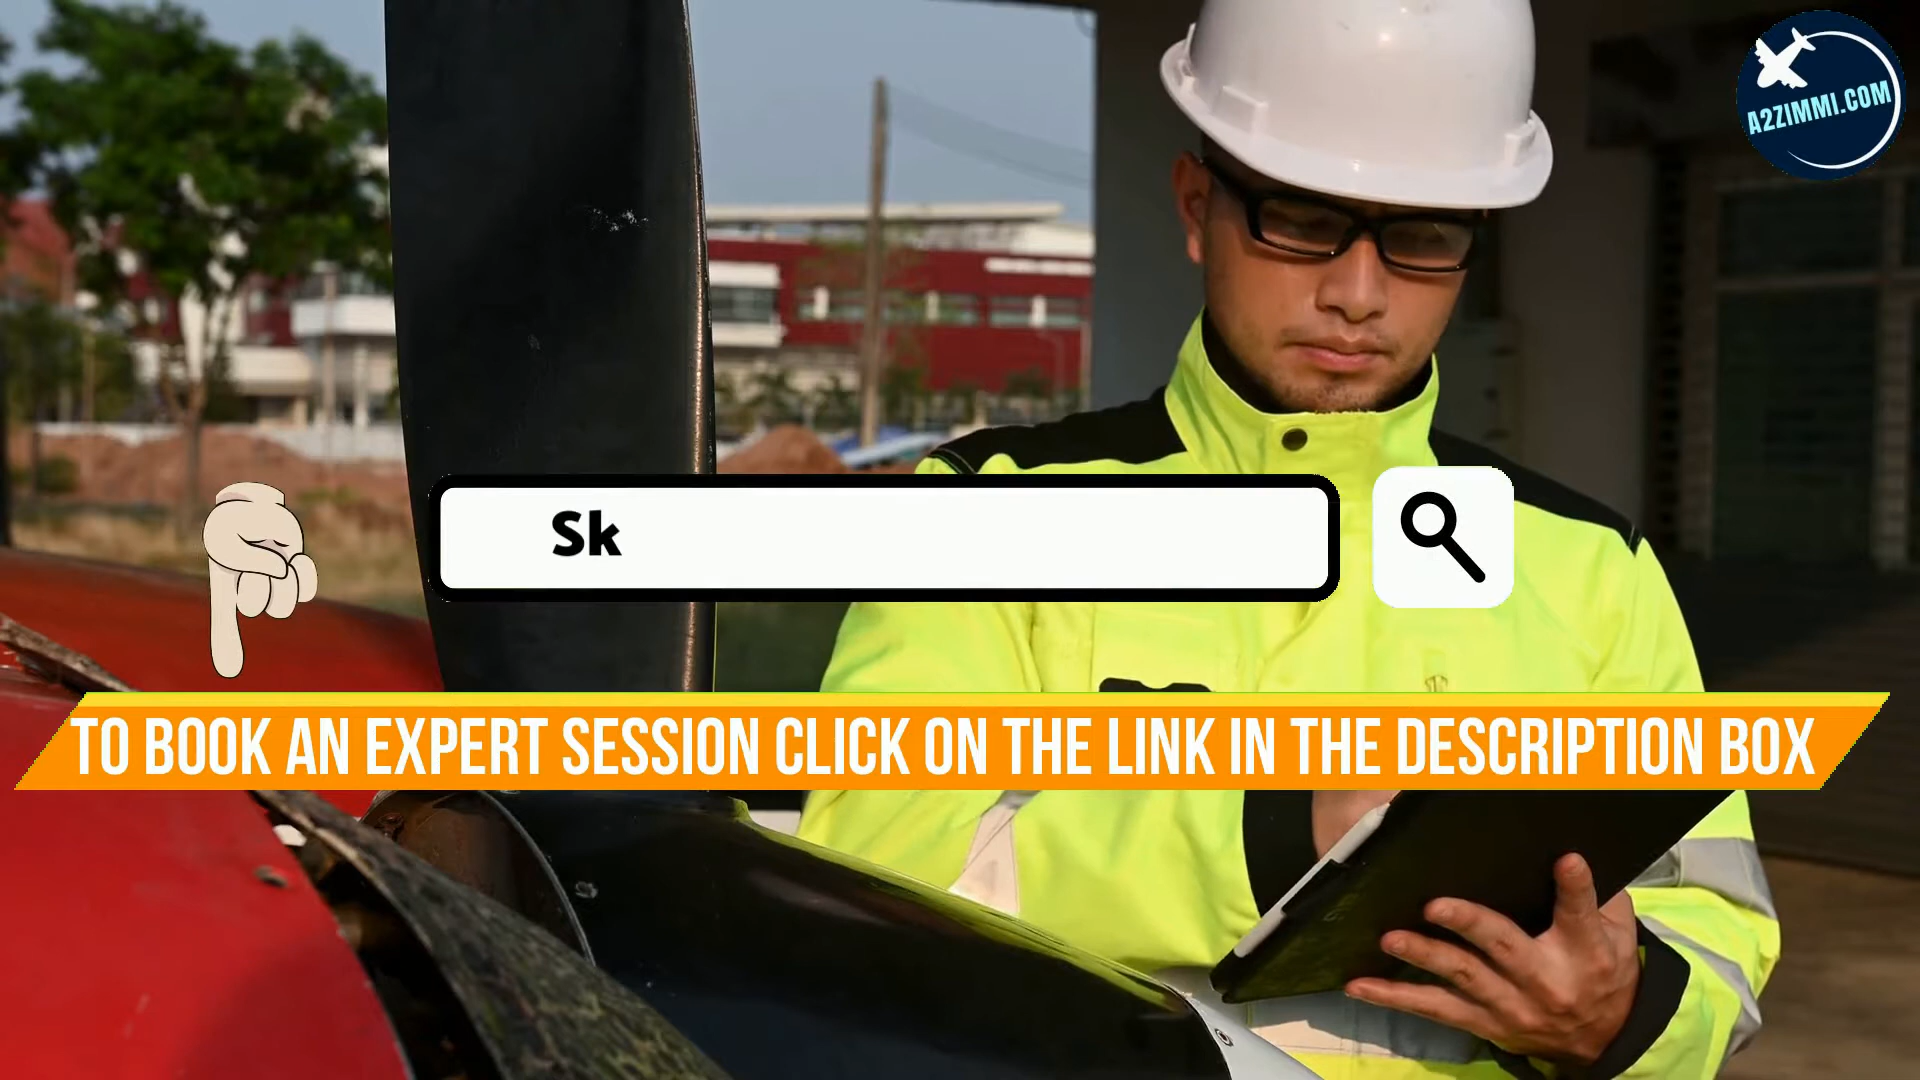 A2ZIMMI.COM
Sk
TO BOOK AN EXPERT SESSION CLICK ON THE LINK IN THE DESCRIPTION BOX